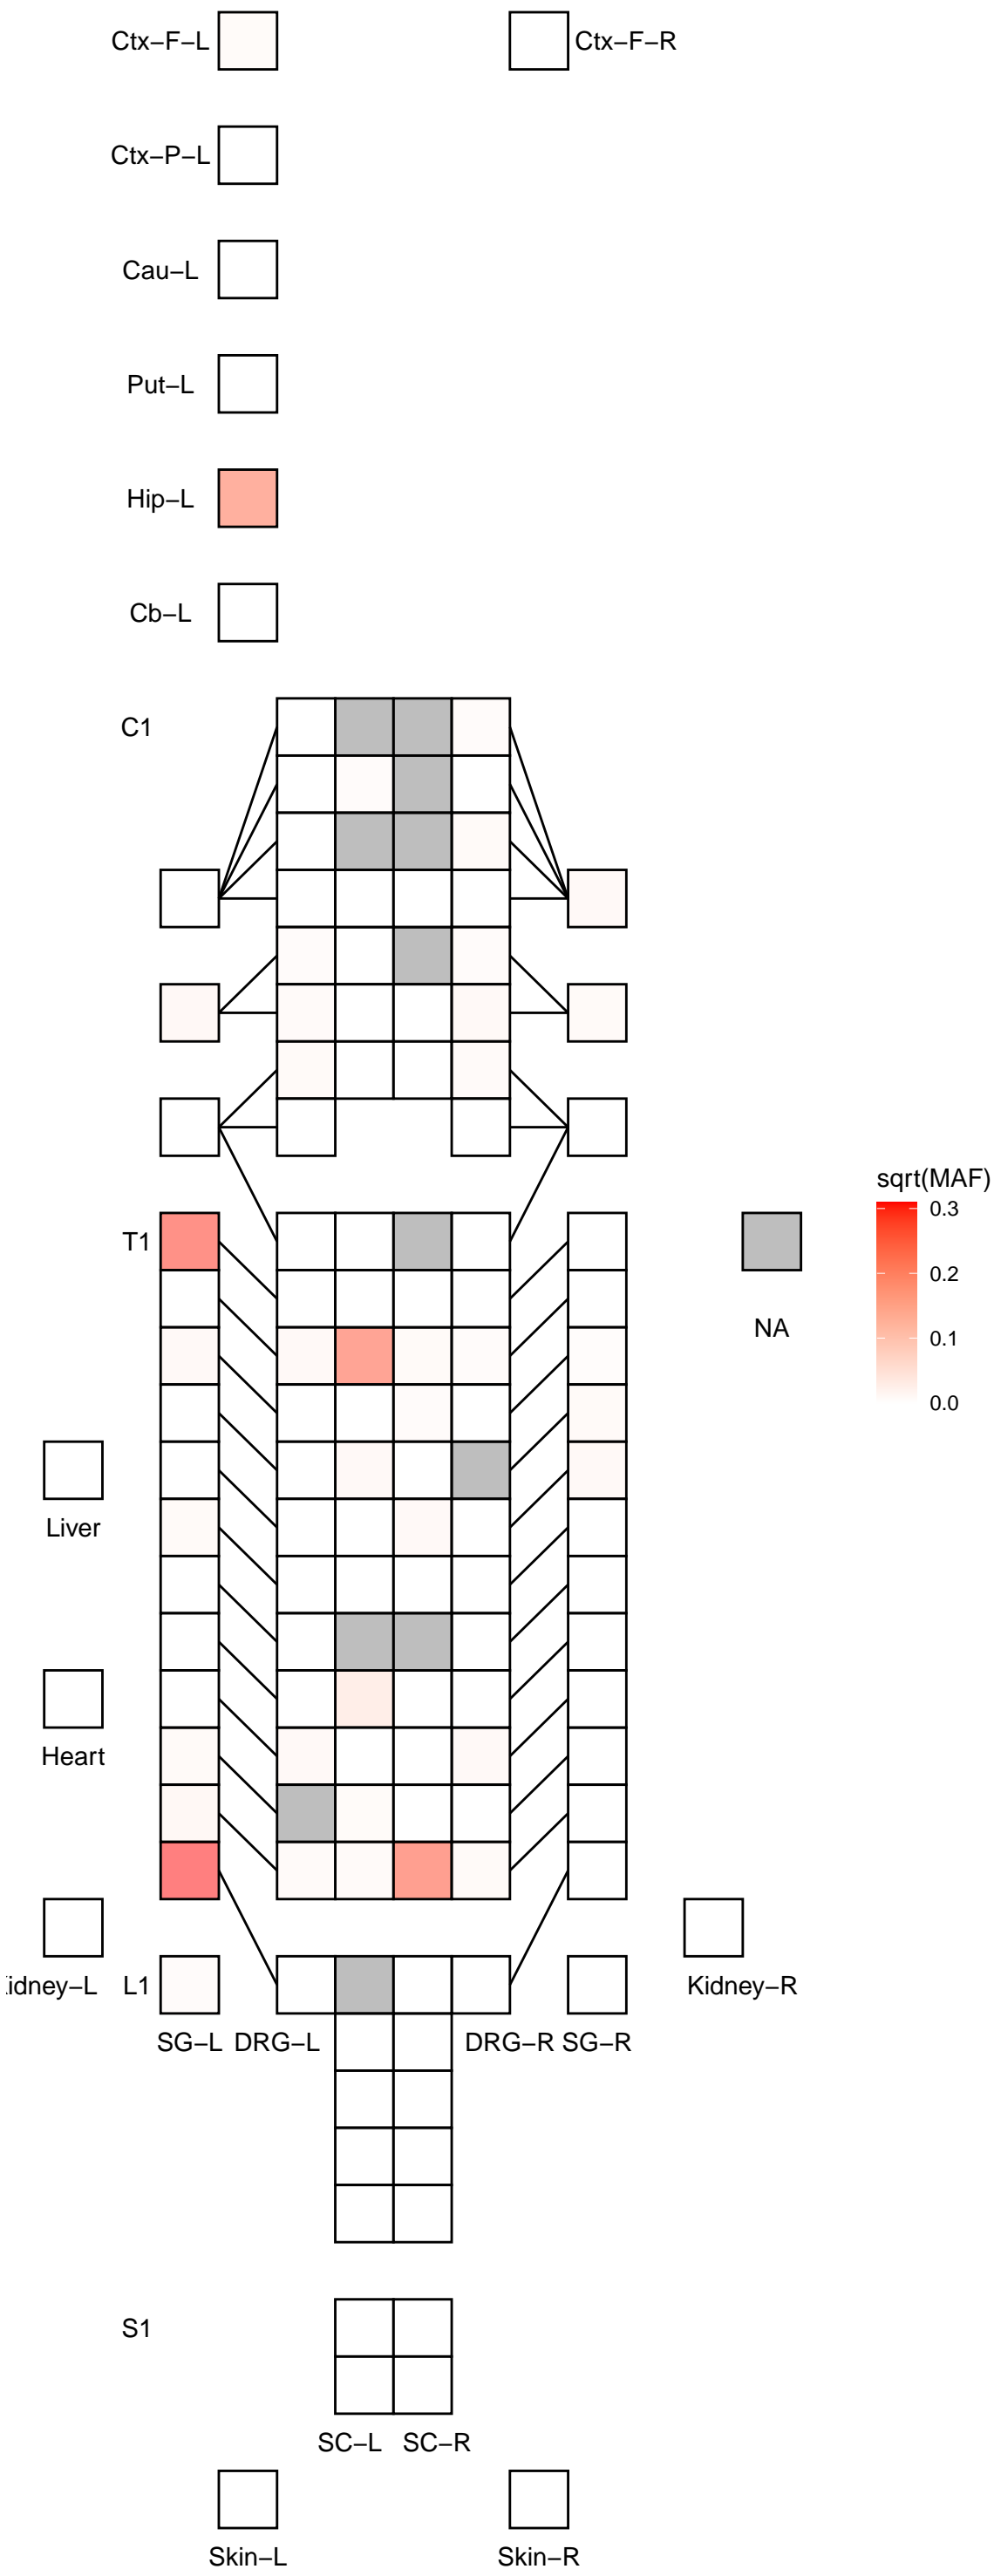 Ctx−F−L
Ctx−F−R
Ctx−P−L
Cau−L
Put−L
Hip−L
Cb−L
C1
sqrt(MAF)
0.3
T1
0.2
NA
0.1
0.0
Liver
Heart
idney−L
L1
Kidney−R
SG−L DRG−L
DRG−R SG−R
S1
SC−L SC−R
Skin−L
Skin−R